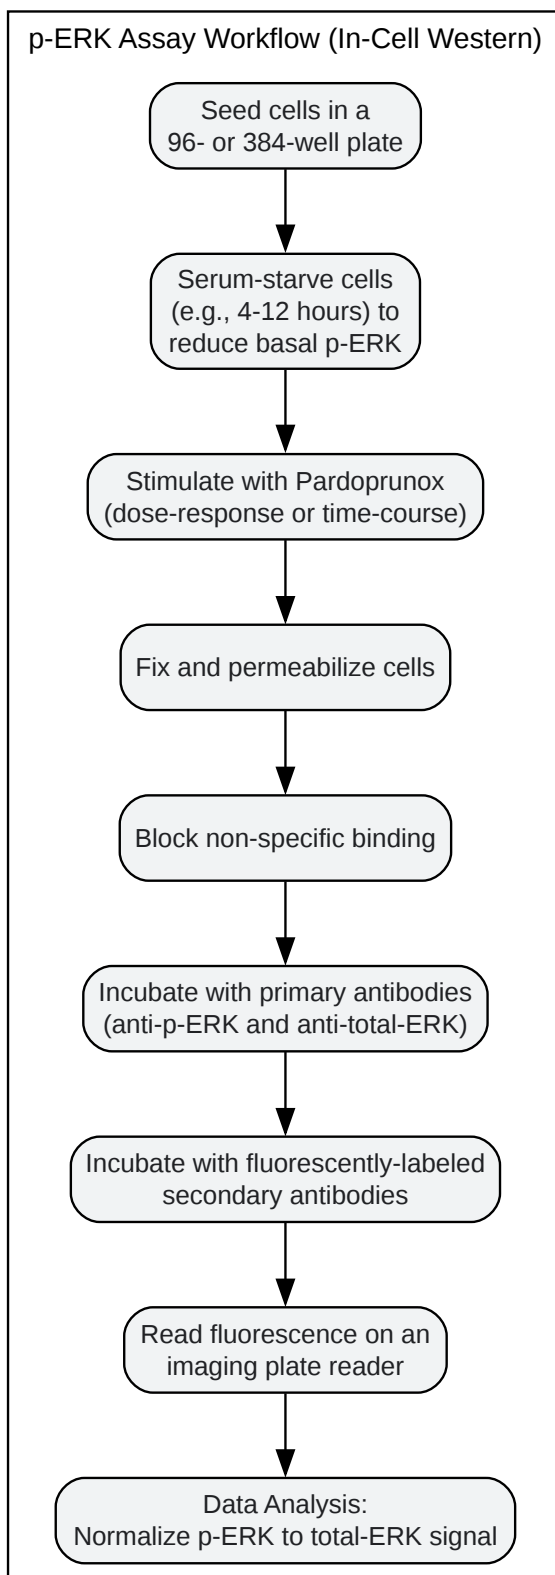 p-ERK Assay Workflow (In-Cell Western)
Seed cells in a
96- or 384-well plate
Serum-starve cells
(e.g., 4-12 hours) to
reduce basal p-ERK
Stimulate with Pardoprunox
(dose-response or time-course)
Fix and permeabilize cells
Block non-specific binding
Incubate with primary antibodies
(anti-p-ERK and anti-total-ERK)
Incubate with fluorescently-labeled
secondary antibodies
Read fluorescence on an
imaging plate reader
Data Analysis:
Normalize p-ERK to total-ERK signal